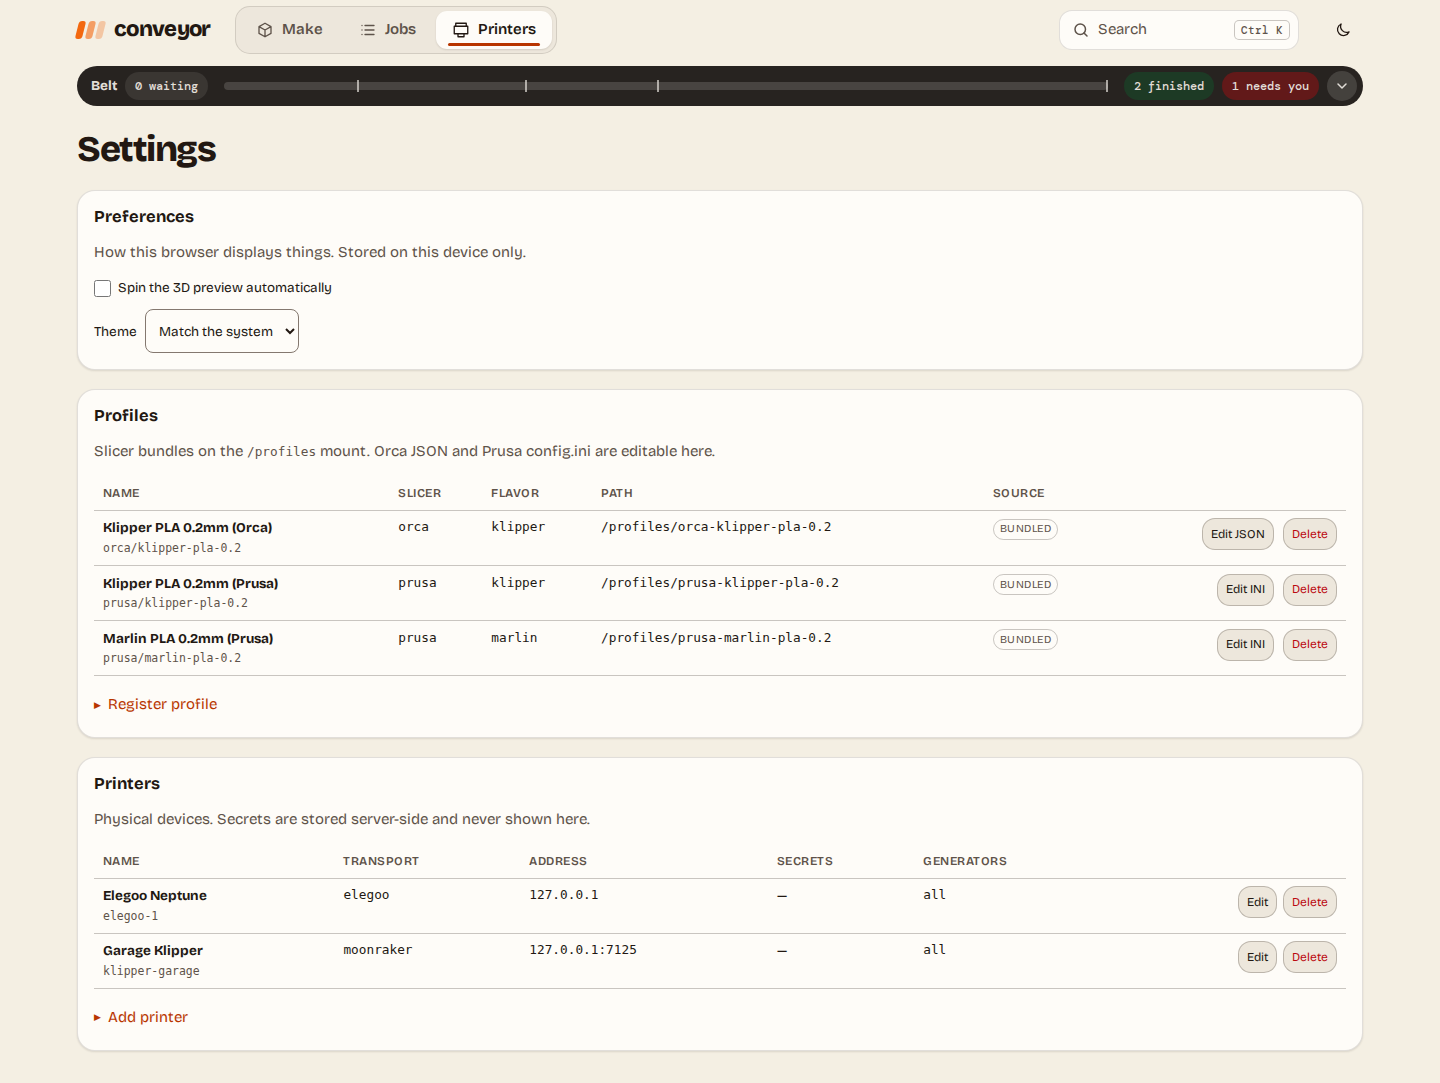 conveyor
Make
Jobs
Printers
Search
Ctrl K
Belt
0 waiting
2 finished
1 needs you
Settings
Preferences
How this browser displays things. Stored on this device only.
Spin the 3D preview automatically
Theme
Match the system
Profiles
Slicer bundles on the /profiles mount. Orca JSON and Prusa config.ini are editable here.
NAME SLICER FLAVOR PATH SOURCE
Klipper PLA 0.2mm (Orca) orca klipper /profiles/orca-klipper-pla-0.2 BUNDLED Edit JSON Delete
orca/klipper-pla-0.2
Klipper PLA 0.2mm (Prusa) prusa klipper /profiles/prusa-klipper-pla-0.2 BUNDLED Edit INI Delete
prusa/klipper-pla-0.2
Marlin PLA 0.2mm (Prusa) prusa marlin /profiles/prusa-marlin-pla-0.2 BUNDLED Edit INI Delete
prusa/marlin-pla-0.2
▸ Register profile
Printers
Physical devices. Secrets are stored server-side and never shown here.
NAME TRANSPORT ADDRESS SECRETS GENERATORS
Elegoo Neptune elegoo 127.0.0.1 — all Edit Delete
elegoo-1
Garage Klipper moonraker 127.0.0.1:7125 — all Edit Delete
klipper-garage
▸ Add printer